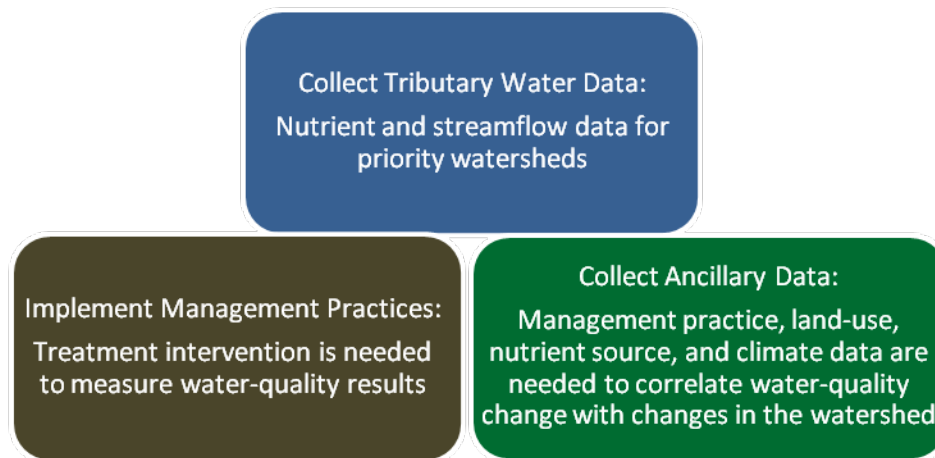 Collect Tributary Water Data:
Nutrient and streamflow data for
priority watersheds
Implement Management Practices:
Treatment intervention is needed
to measure water-quality results
Collect Ancillary Data:
Management practice, land-use,
nutrient source, and climate data are
needed to correlate water-quality
change with changes in the watershed